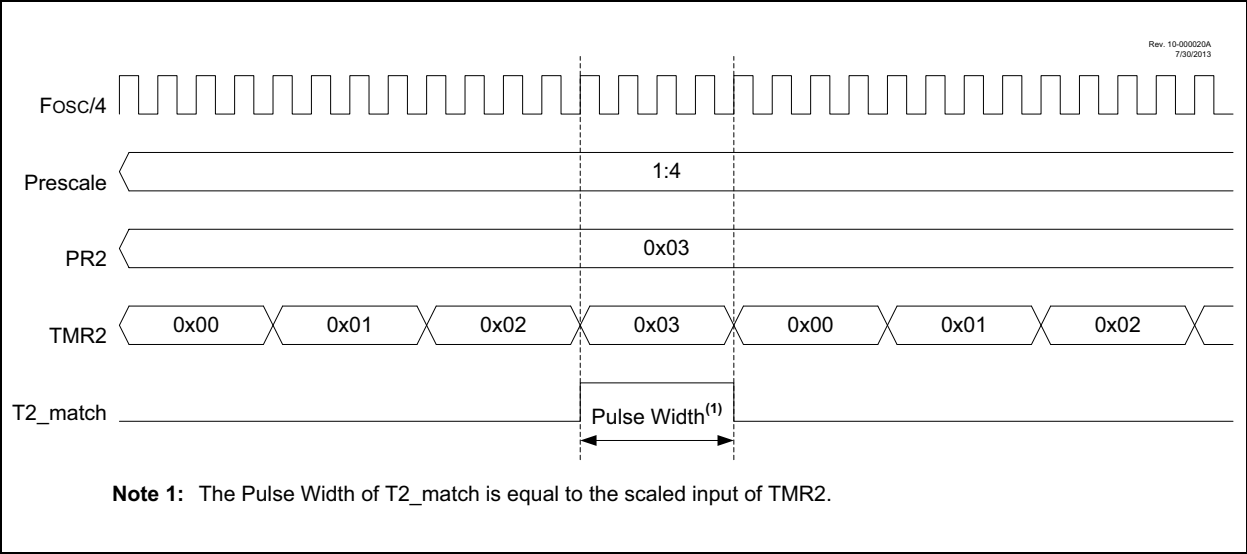 Rev. 10-000020A
7/30/2013
FOSC/4
Prescale
1:4
PR2
0x03
TMR2
0x00
0x01
0x02
0x03
0x00
0x01
0x02
T2_match
Pulse Width(1)
Note 1: The Pulse Width of T2_match is equal to the scaled input of TMR2.